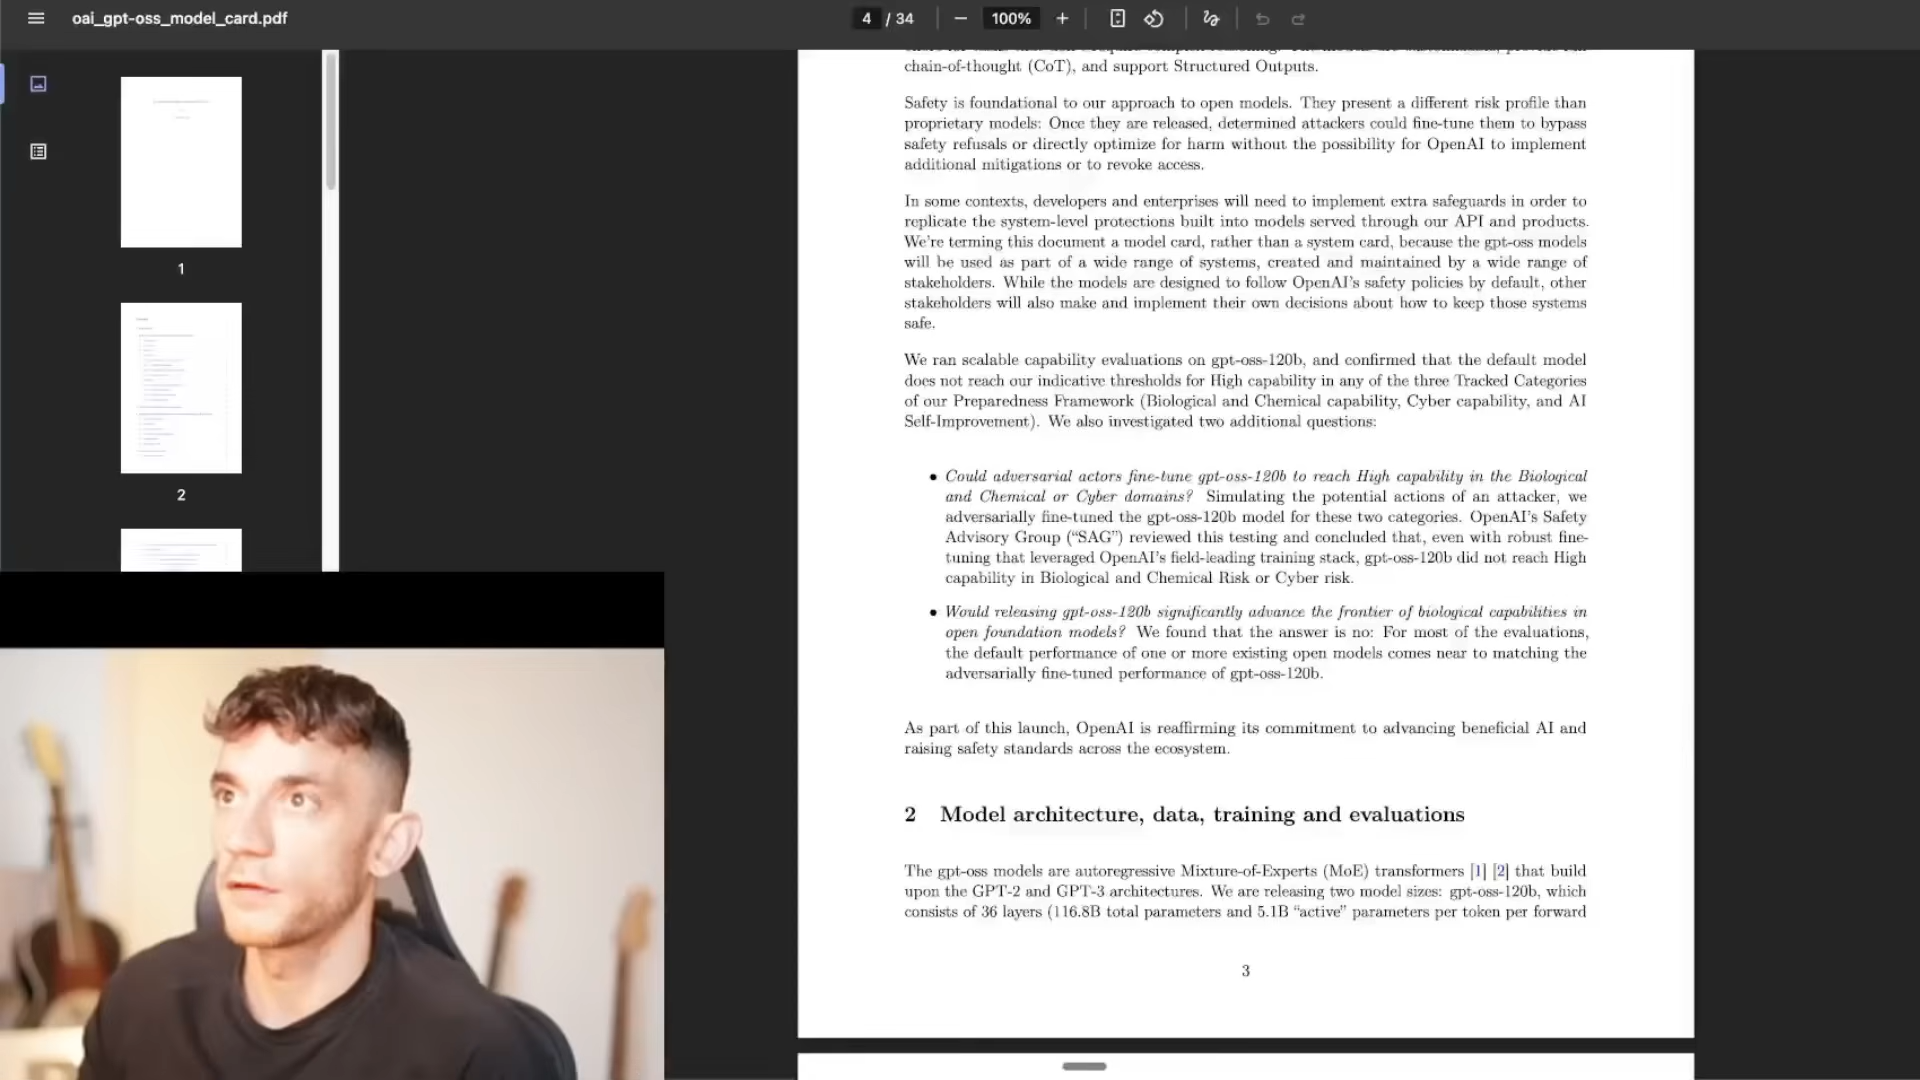 oai_gpt-oss_model_card.pdf
4 / 34
100%
1
2
chain-of-thought (CoT), and support Structured Outputs.
Safety is foundational to our approach to open models. They present a different risk profile than
proprietary models: Once they are released, determined attackers could fine-tune them to bypass
safety refusals or directly optimize for harm without the possibility for OpenAI to implement
additional mitigations or to revoke access.
In some contexts, developers and enterprises will need to implement extra safeguards in order to
replicate the system-level protections built into models served through our API and products.
We're terming this document a model card, rather than a system card, because the gpt-oss models
will be used as part of a wide range of systems, created and maintained by a wide range of
stakeholders. While the models are designed to follow OpenAI's safety policies by default, other
stakeholders will also make and implement their own decisions about how to keep those systems
safe.
We ran scalable capability evaluations on gpt-oss-120b, and confirmed that the default model
does not reach our indicative thresholds for High capability in any of the three Tracked Categories
of our Preparedness Framework (Biological and Chemical capability, Cyber capability, and AI
Self-Improvement). We also investigated two additional questions:
• Could adversarial actors fine-tune gpt-oss-120b to reach High capability in the Biological
and Chemical or Cyber domains? Simulating the potential actions of an attacker, we
adversarially fine-tuned the gpt-oss-120b model for these two categories. OpenAI's Safety
Advisory Group (“SAG”) reviewed this testing and concluded that, even with robust fine-
tuning that leveraged OpenAI's field-leading training stack, gpt-oss-120b did not reach High
capability in Biological and Chemical Risk or Cyber risk.
• Would releasing gpt-oss-120b significantly advance the frontier of biological capabilities in
open foundation models? We found that the answer is no: For most of the evaluations,
the default performance of one or more existing open models comes near to matching the
adversarially fine-tuned performance of gpt-oss-120b.
As part of this launch, OpenAI is reaffirming its commitment to advancing beneficial AI and
raising safety standards across the ecosystem.
2 Model architecture, data, training and evaluations
The gpt-oss models are autoregressive Mixture-of-Experts (MoE) transformers [1] [2] that build
upon the GPT-2 and GPT-3 architectures. We are releasing two model sizes: gpt-oss-120b, which
consists of 36 layers (116.8B total parameters and 5.1B “active” parameters per token per forward
3